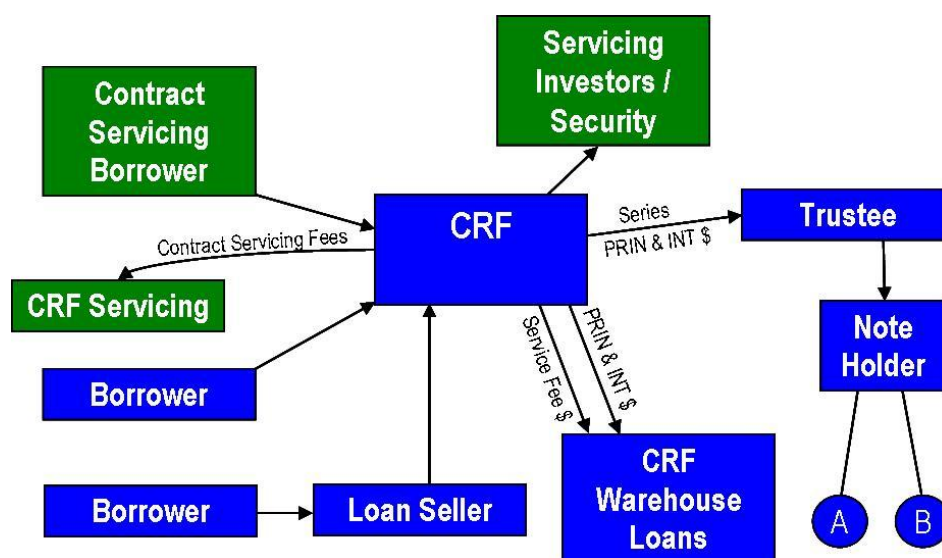 Servicing
Investors /
Security
Contract
Servicing
Borrower
CRF
Series
PRIN & INT $
Trustee
Contract Servicing Fees
CRF Servicing
Note
Holder
Service Fee $
PRIN & INT $
Borrower
CRF
Warehouse
Loans
Borrower
Loan Seller
A
B